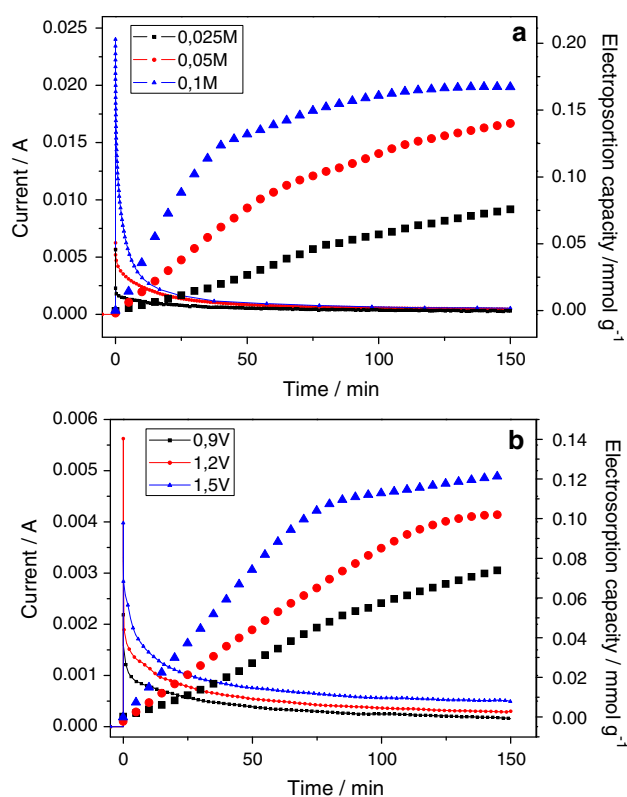 a
0,025M
0,05M
0,1M
0.025
0.020
0.015
0.010
0.005
0.000
Current / A
0.20
0.15
0.10
0.05
0.00
Electropsortion capacity /mmol g-1
0
50
100
150
Time / min
b
0,9V
1,2V
1,5V
0.006
0.005
0.004
0.003
0.002
0.001
0.000
Current / A
0.14
0.12
0.10
0.08
0.06
0.04
0.02
0.00
Electrosorption capacity / mmol g-1
0
50
100
150
Time / min